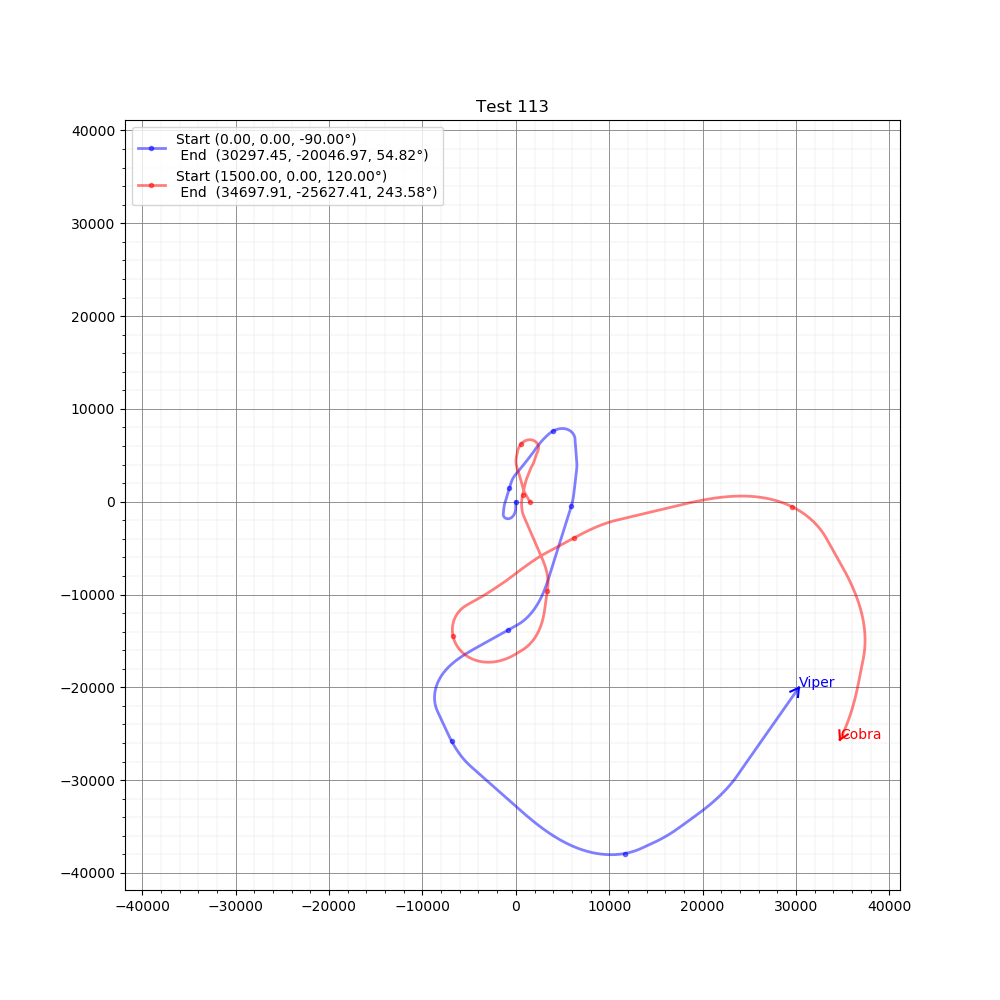 Test 113
Start (0.00, 0.00, -90.00°)
End (30297.45, -20046.97, 54.82°)
Start (1500.00, 0.00, 120.00°)
End (34697.91, -25627.41, 243.58°)
40000
30000
20000
10000
0
−10000
−20000
−30000
−40000
Viper
Cobra
−40000 −30000 −20000 −10000 0 10000 20000 30000 40000